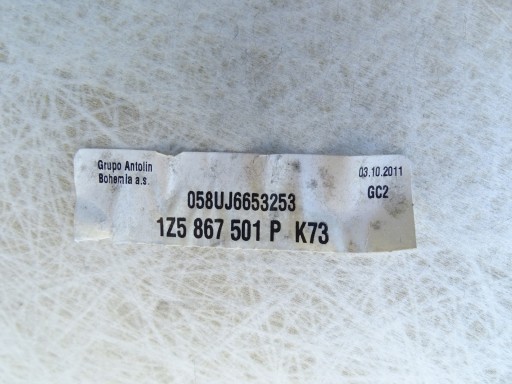 Grupo Antolin
Bohemia a.s.
03.10.2011
GC2
058UJ6653253
1Z5 867 501 P K73